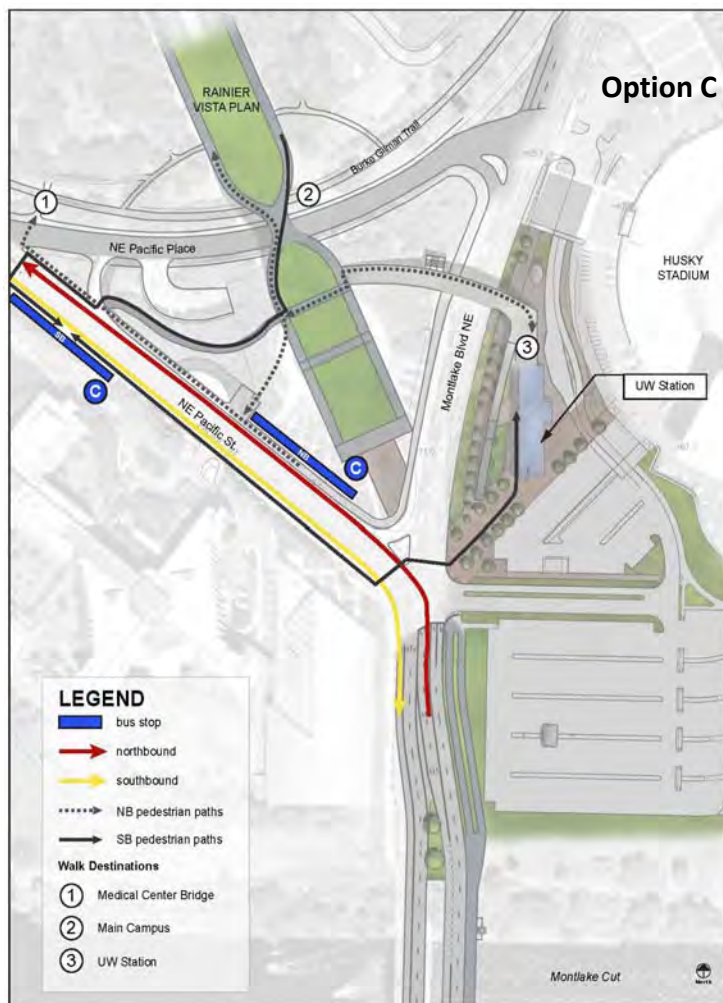 Option C
RAINIER
VISTA PLAN
Burke Gilman Trail
1
2
NE Pacific Place
HUSKY
STADIUM
Montlake Blvd NE
3
SB
C
UW Station
NE Pacific St.
NB
C
LEGEND
bus stop
northbound
southbound
NB pedestrian paths
SB pedestrian paths
Walk Destinations
1 Medical Center Bridge
2 Main Campus
3 UW Station
Montlake Cut
North